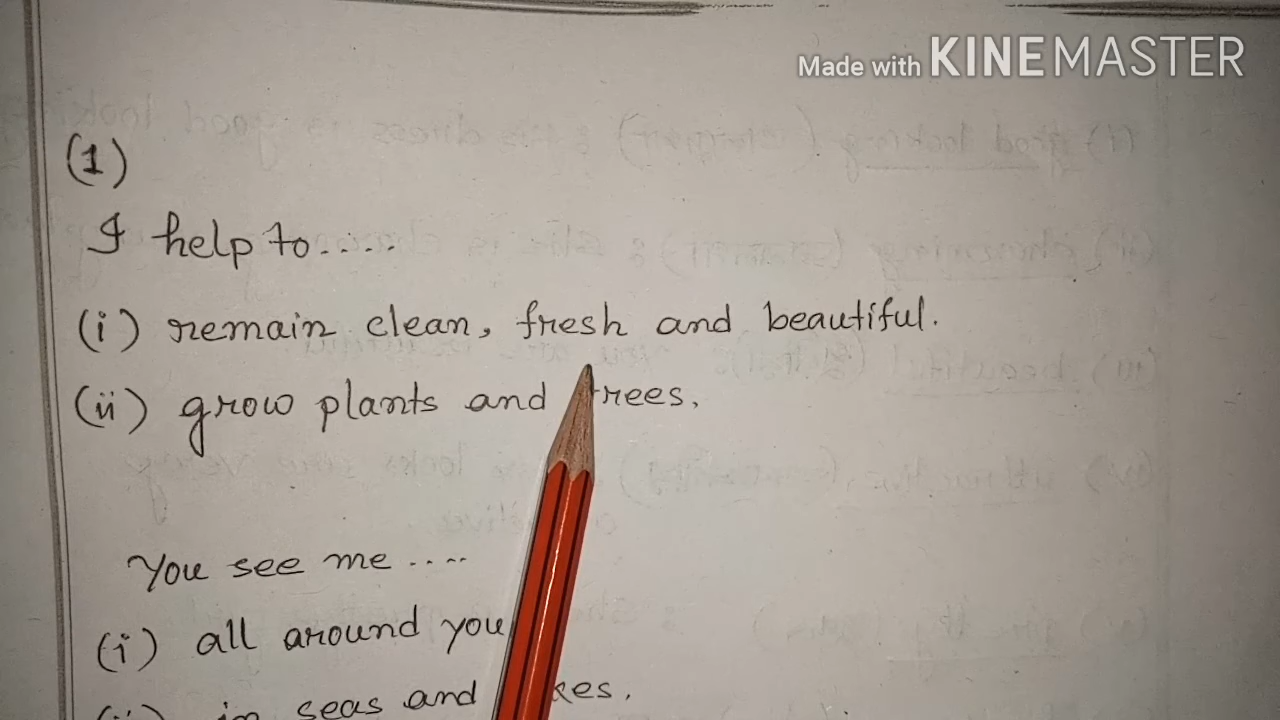 Made with KINEMASTER
(1)
I help to.....
(i) remain clean, fresh and beautiful.
(ii) grow plants and trees.
You see me ....
(i) all around you
in seas and